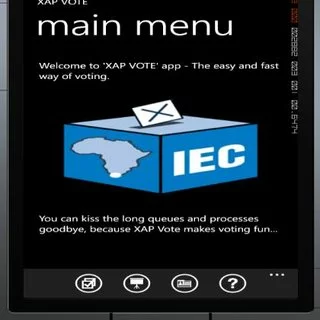 XAP VOTE
main menu
Welcome to 'XAP VOTE' app - The easy and fast
way of voting.
IEC
You can kiss the long queues and processes
goodbye, because XAP Vote makes voting fun...
?